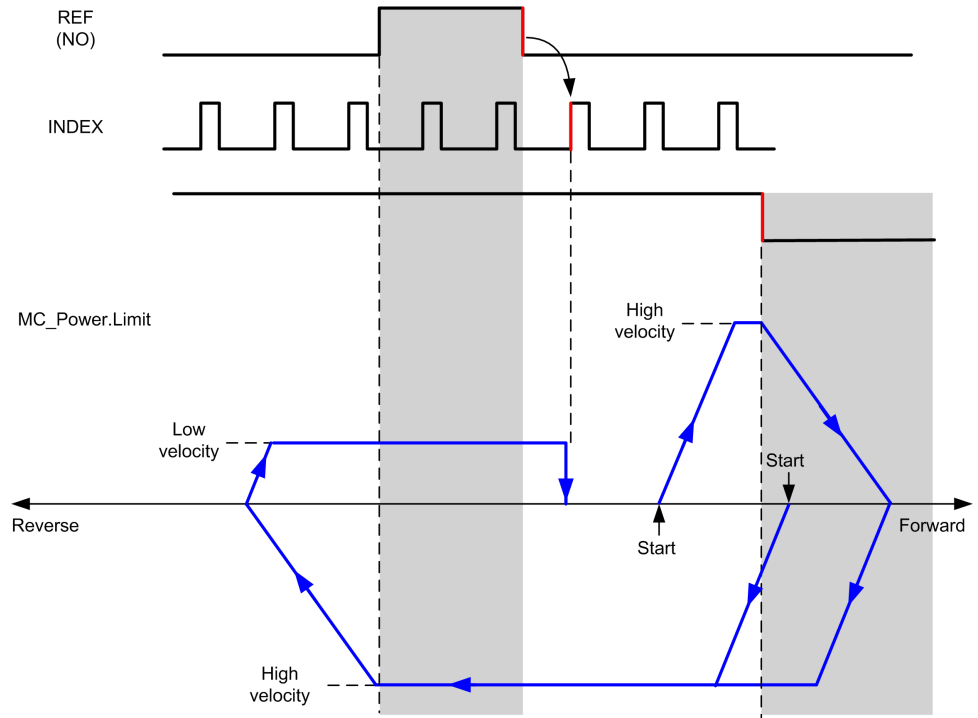 REF
(NO)
INDEX
MC_Power.Limit
High
velocity
Low
velocity
Start
Reverse
Forward
Start
High
velocity